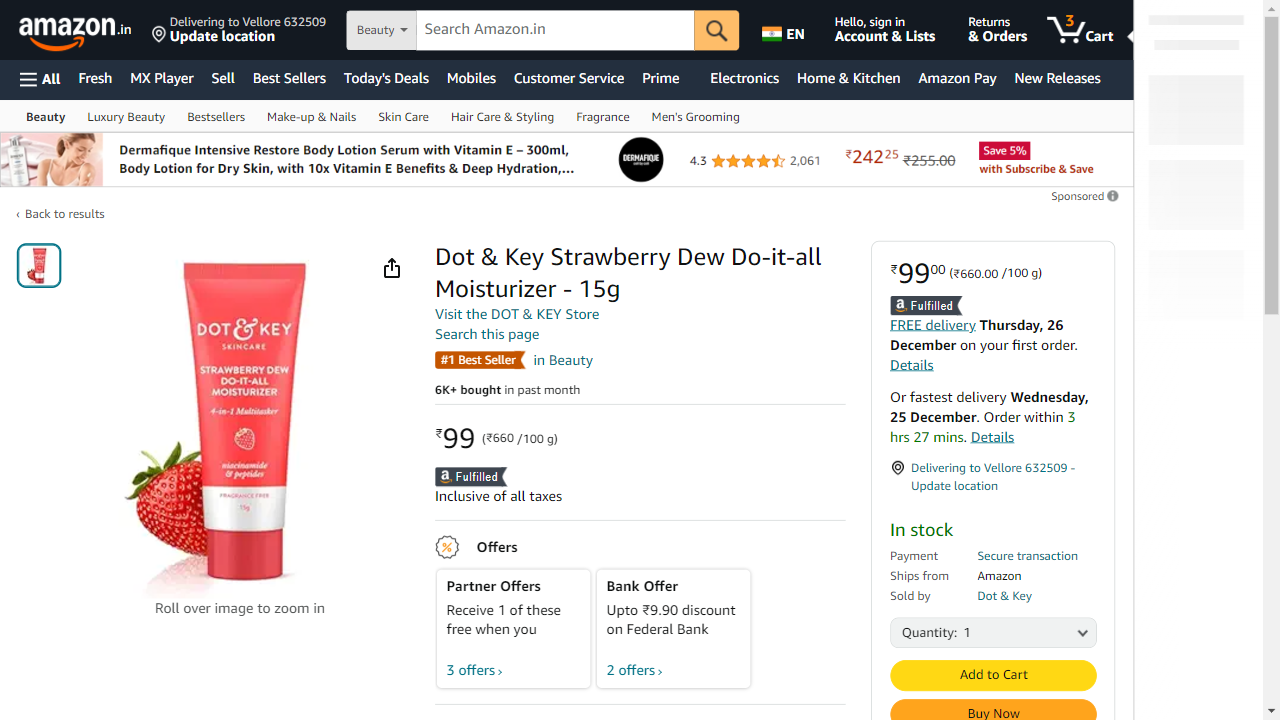 amazon.in
Delivering to Vellore 632509
Update location
Beauty
Search Amazon.in
EN
Hello, sign in
Account & Lists
Returns
& Orders
3
Cart
All
Fresh
MX Player
Sell
Best Sellers
Today's Deals
Mobiles
Customer Service
Prime
Electronics
Home & Kitchen
Amazon Pay
New Releases
Beauty
Luxury Beauty
Bestsellers
Make-up & Nails
Skin Care
Hair Care & Styling
Fragrance
Men's Grooming
Dermafique Intensive Restore Body Lotion Serum with Vitamin E – 300ml,
Body Lotion for Dry Skin, with 10x Vitamin E Benefits & Deep Hydration,...
DERMAFIQUE
4.3
2,061
₹242 25
₹255.00
Save 5%
with Subscribe & Save
Sponsored
‹ Back to results
DOT & KEY
SKINCARE
STRAWBERRY DEW
DO-IT-ALL
MOISTURIZER
4-in-1 Multitasker
niacinamide
& peptides
FRAGRANCE FREE
15g
Roll over image to zoom in
Dot & Key Strawberry Dew Do-it-all
Moisturizer - 15g
Visit the DOT & KEY Store
Search this page
#1 Best Seller
in Beauty
6K+ bought in past month
₹99 (₹660 /100 g)
a Fulfilled
Inclusive of all taxes
Offers
Partner Offers
Receive 1 of these
free when you
3 offers ›
Bank Offer
Upto ₹9.90 discount
on Federal Bank
2 offers ›
₹99 00 (₹660.00 /100 g)
a Fulfilled
FREE delivery Thursday, 26
December on your first order.
Details
Or fastest delivery Wednesday,
25 December. Order within 3
hrs 27 mins. Details
Delivering to Vellore 632509 -
Update location
In stock
Payment
Secure transaction
Ships from
Amazon
Sold by
Dot & Key
Quantity: 1
Add to Cart
Buy Now